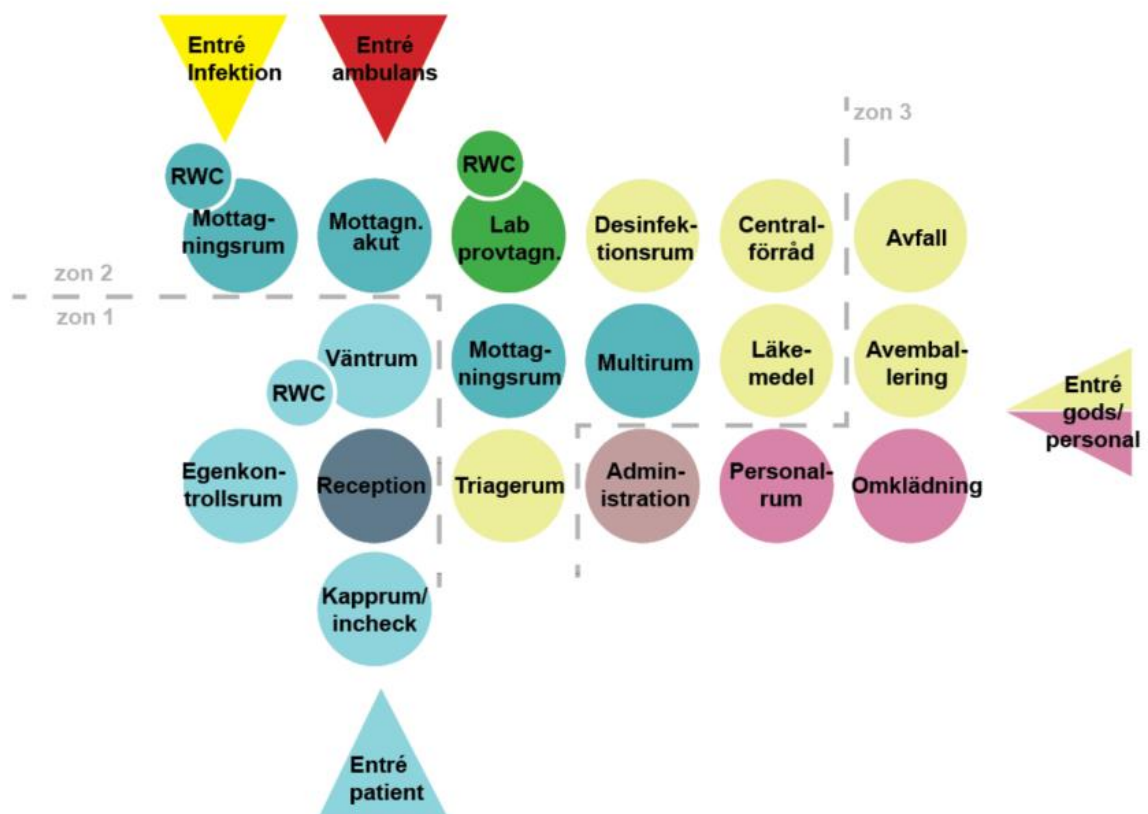 Entré
Infektion
Entré
ambulans
zon 3
RWC
RWC
Mottag-
ningsrum
Mottagn.
akut
Lab
provtagn.
Desinfek-
tionsrum
Central-
förråd
Avfall
zon 2
zon 1
Väntrum
RWC
Mottag-
ningsrum
Multirum
Läke-
medel
Avembal-
lering
Entré
gods/
personal
Egenkon-
trollsrum
Reception
Triagerum
Admin-
istration
Personal-
rum
Omklädning
Kapprum/
incheck
Entré
patient